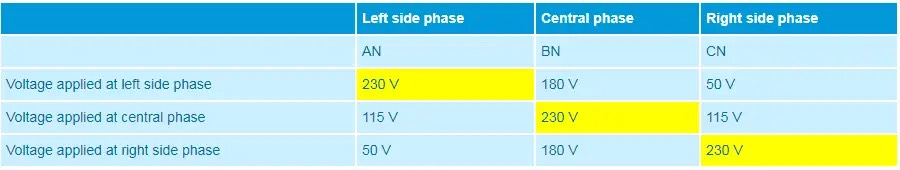 Left side phase Central phase Right side phase
AN BN CN
Voltage applied at left side phase 230 V 180 V 50 V
Voltage applied at central phase 115 V 230 V 115 V
Voltage applied at right side phase 50 V 180 V 230 V